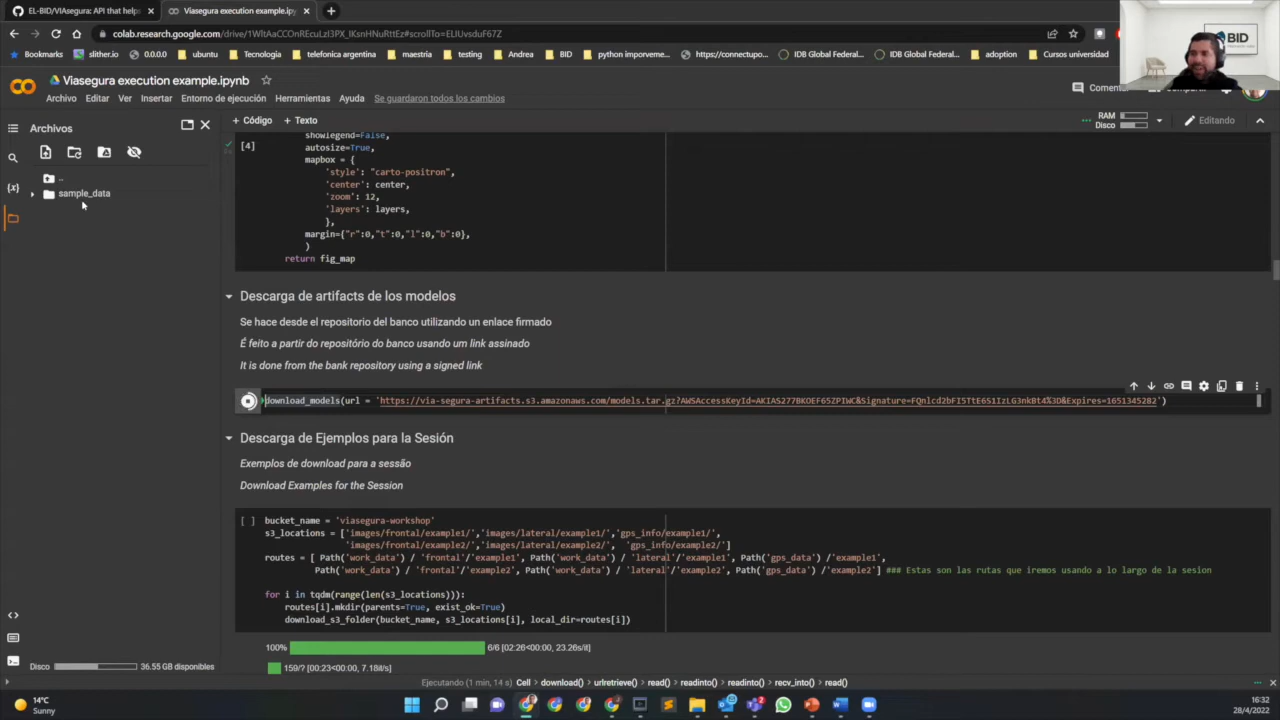 EL-BID/VIAsegura: API that help
Viasegura execution example.ipy
colab.research.google.com/drive/
Bookmarks
slither.io
0.0.0.0
ubuntu
Tecnologia
telefonica argentina
maestria
testing
Andrea
BID
python imporveme...
https://connectupo...
IDB Global Federal...
IDB Global Federal...
adoption
Cursos universidad
BID
Viasegura execution example.ipynb
Archivo Editar Ver Insertar Entorno de ejecución Herramientas Ayuda Se guardaron todos los cambios
Comentar
Archivos
+ Código + Texto
RAM
Disco
Editando
..
sample_data
[4]
showlegend=False,
autosize=True,
mapbox = {
'style': "carto-positron",
'center': center,
'zoom': 12,
'layers': layers,
},
margin={"r":0,"t":0,"l":0,"b":0},
)
return fig_map
Descarga de artifacts de los modelos
Se hace desde el repositorio del banco utilizando un enlace firmado
É feito a partir do repositório do banco usando um link assinado
It is done from the bank repository using a signed link
download_models(url = 'https://via-segura-artifacts.s3.amazonaws.com/models.tar.gz?AWSAccessKeyId=AKIAS277BKOEF65ZPIWC&Signature=FQnlcd2bFI5TtE6S1IzLG3nkBt4%3D&Expires=1651345282')
Descarga de Ejemplos para la Sesión
Exemplos de download para a sessão
Download Examples for the Session
[ ] bucket_name = 'viasegura-workshop'
s3_locations = ['images/frontal/example1/','images/lateral/example1/','gps_info/example1/',
'images/frontal/example2/','images/lateral/example2/', 'gps_info/example2/']
routes = [ Path('work_data') / 'frontal'/'example1', Path('work_data') / 'lateral'/'example1', Path('gps_data') /'example1',
Path('work_data') / 'frontal'/'example2', Path('work_data') / 'lateral'/'example2', Path('gps_data') /'example2'] ### Estas son las rutas que iremos usando a lo largo de la sesion
for i in tqdm(range(len(s3_locations))):
routes[i].mkdir(parents=True, exist_ok=True)
download_s3_folder(bucket_name, s3_locations[i], local_dir=routes[i])
100% 6/6 [02:26<00:00, 23.26s/it]
159/? [00:23<00:00, 7.18it/s]
Disco 36.55 GB disponibles
Ejecutando (1 min, 14 s) Cell > download() > urlretrieve() > read() > readinto() > readinto() > recv_into() > read()
14°C
Sunny
16:32
28/4/2022